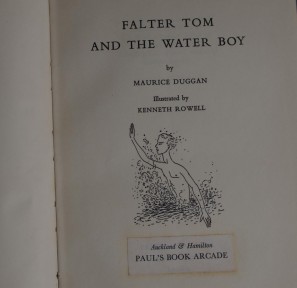 FALTER TOM
AND THE WATER BOY
by
MAURICE DUGGAN
Illustrated by
KENNETH ROWELL
Auckland & Hamilton
PAUL'S BOOK ARCADE